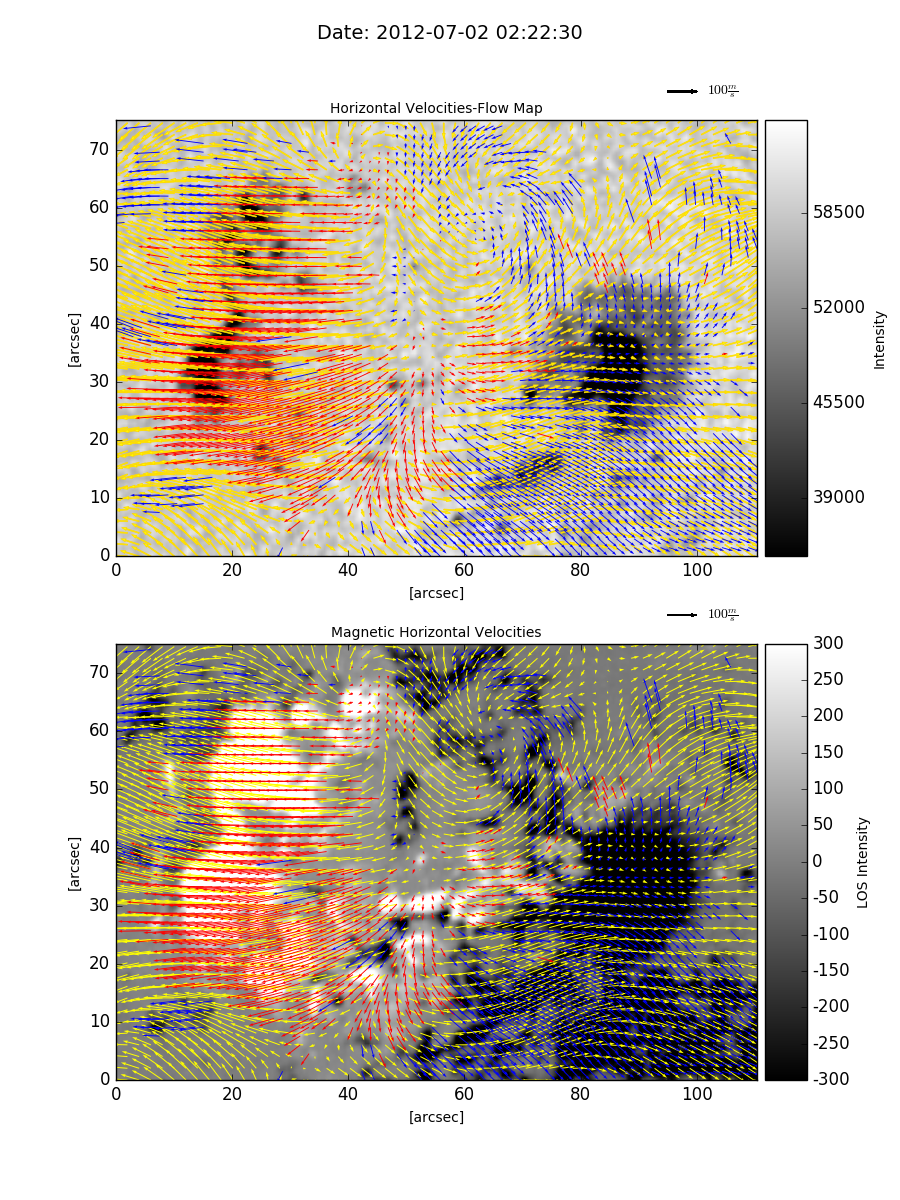 Date: 2012-07-02 02:22:30
100 m/s
Horizontal Velocities-Flow Map
70
60
50
40
30
20
10
0
[arcsec]
0 20 40 60 80 100
[arcsec]
58500
52000
45500
39000
Intensity
100 m/s
Magnetic Horizontal Velocities
70
60
50
40
30
20
10
0
[arcsec]
0 20 40 60 80 100
[arcsec]
300
250
200
150
100
50
0
-50
-100
-150
-200
-250
-300
LOS Intensity